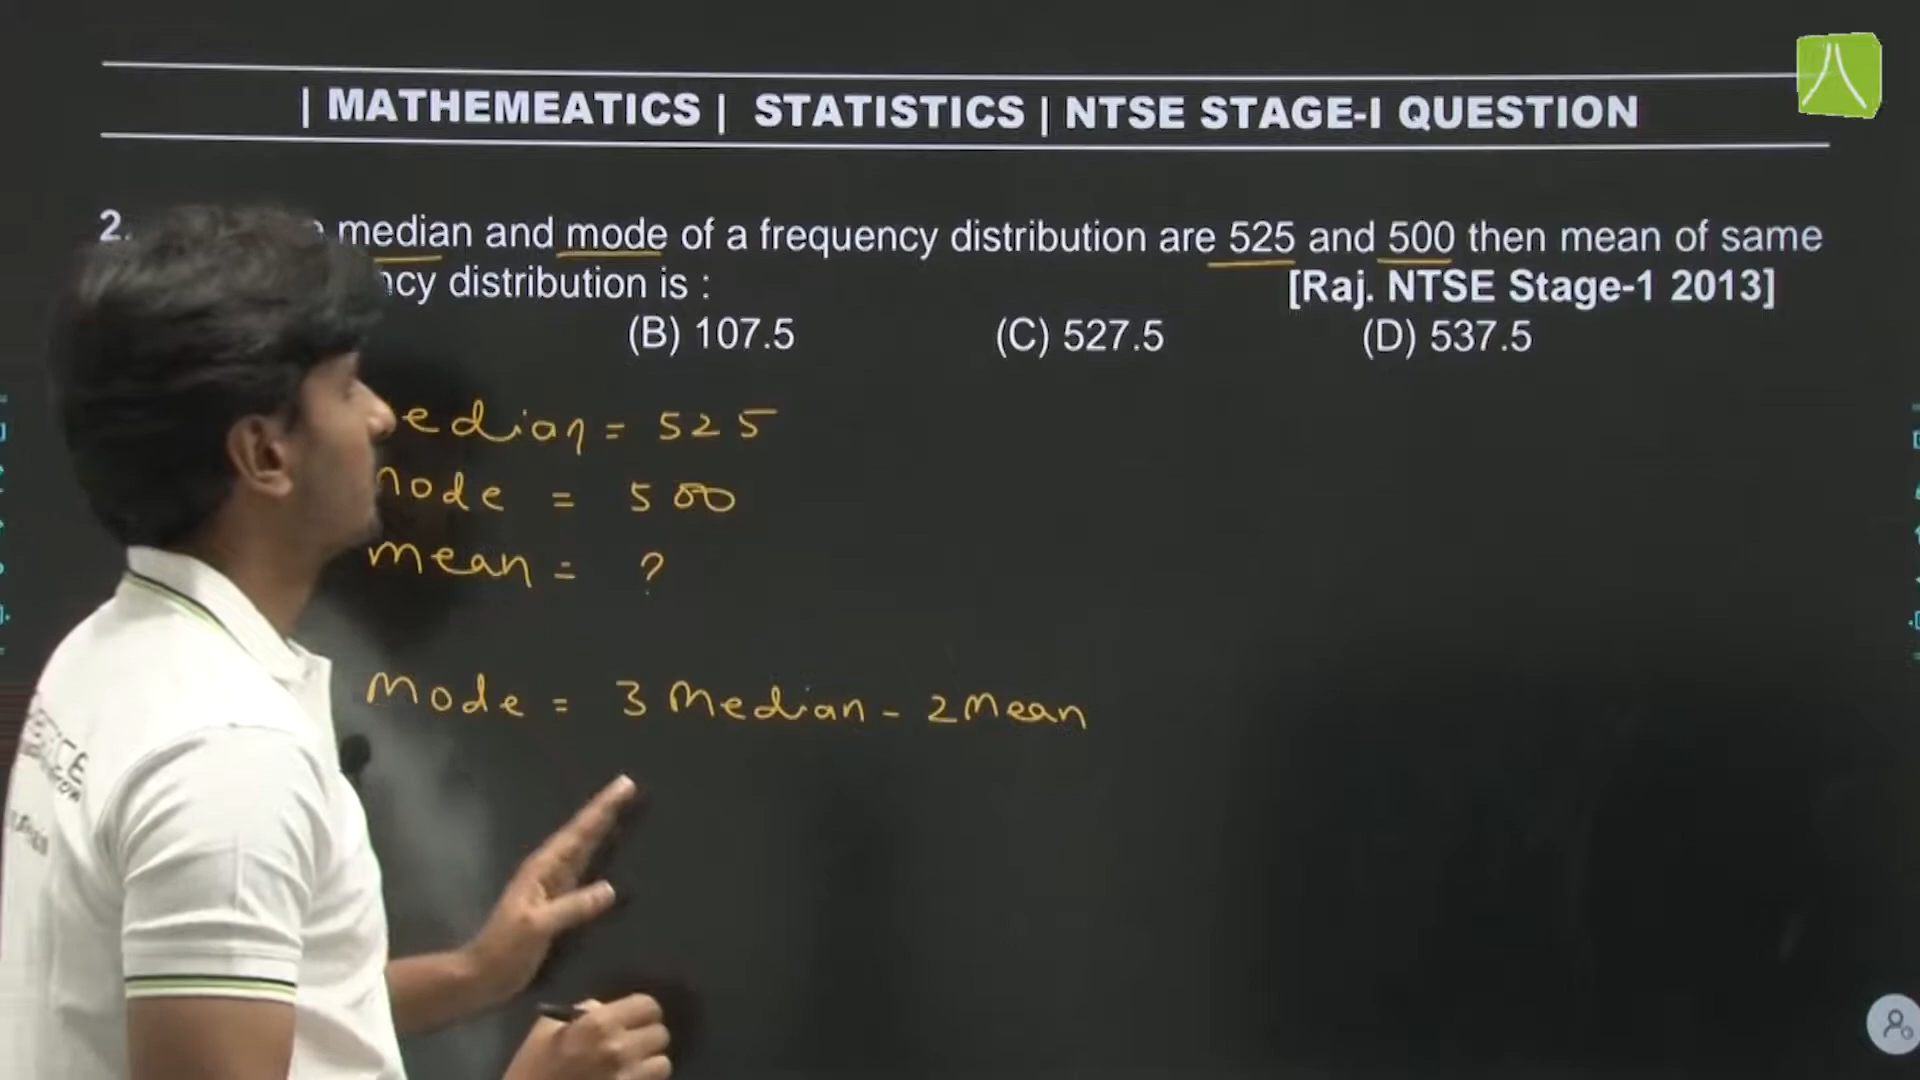 | MATHEMEATICS | STATISTICS | NTSE STAGE-I QUESTION
2. median and mode of a frequency distribution are 525 and 500 then mean of same
distribution is :
[Raj. NTSE Stage-1 2013]
(B) 107.5 (C) 527.5 (D) 537.5
= 525
= 500
mean = ?
Mode = 3 Median - 2 Mean